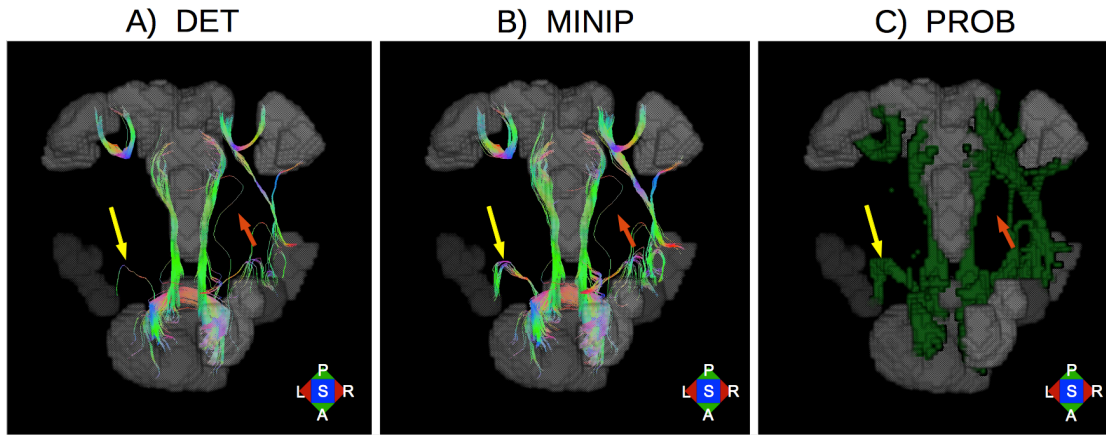 A) DET
B) MINIP
C) PROB
P
L S R
A
P
L S R
A
P
L S R
A